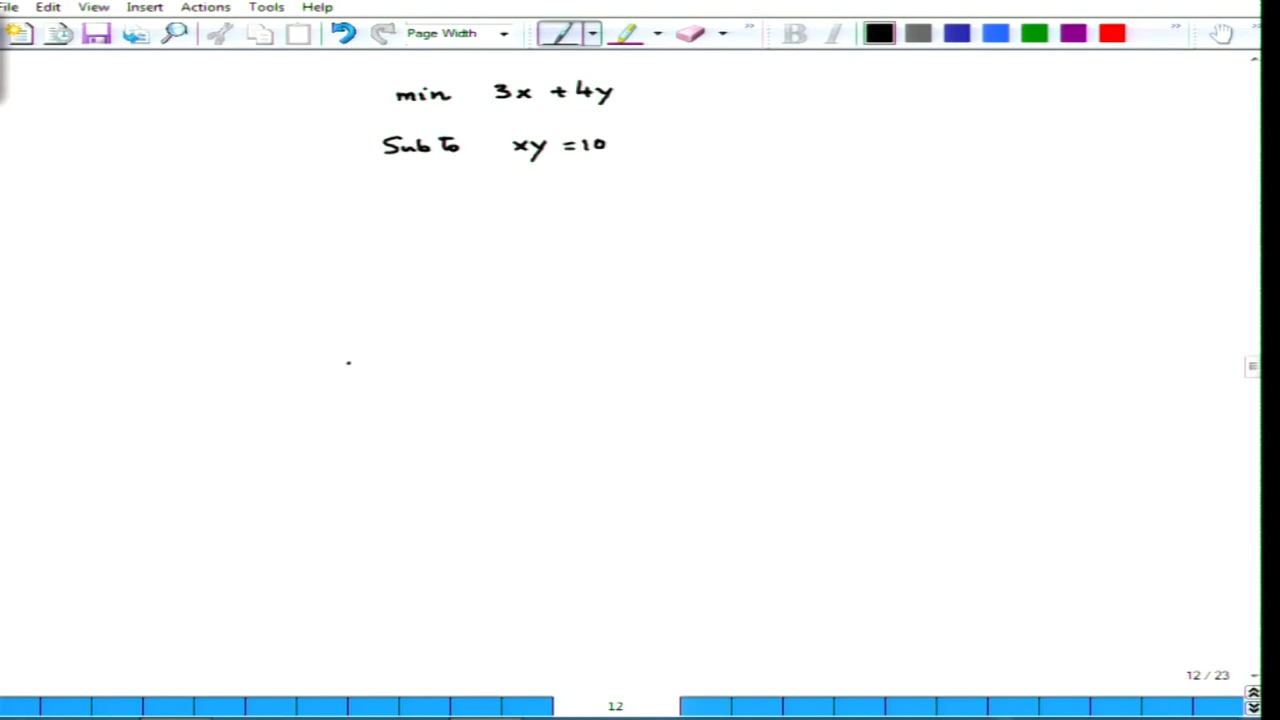 File Edit View Insert Actions Tools Help
Page Width
min 3x + 4y
Sub To xy = 10
12 / 23
12